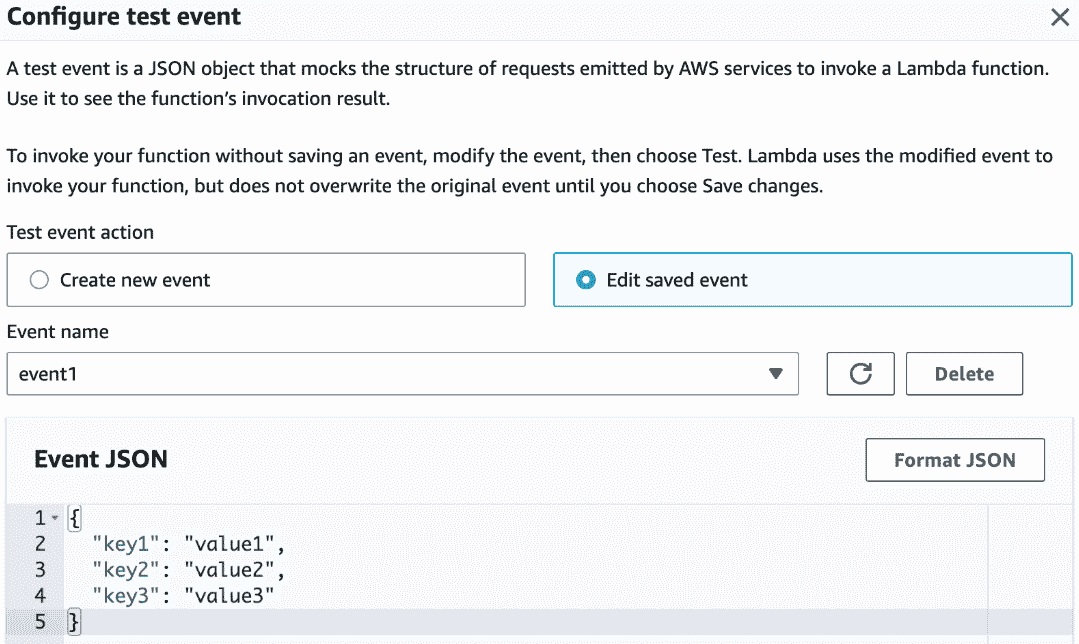 Configure test event
A test event is a JSON object that mocks the structure of requests emitted by AWS services to invoke a Lambda function.
Use it to see the function’s invocation result.
To invoke your function without saving an event, modify the event, then choose Test. Lambda uses the modified event to
invoke your function, but does not overwrite the original event until you choose Save changes.
Test event action
Create new event
Edit saved event
Event name
event1
Delete
Event JSON
Format JSON
1 {
2 "key1": "value1",
3 "key2": "value2",
4 "key3": "value3"
5 }